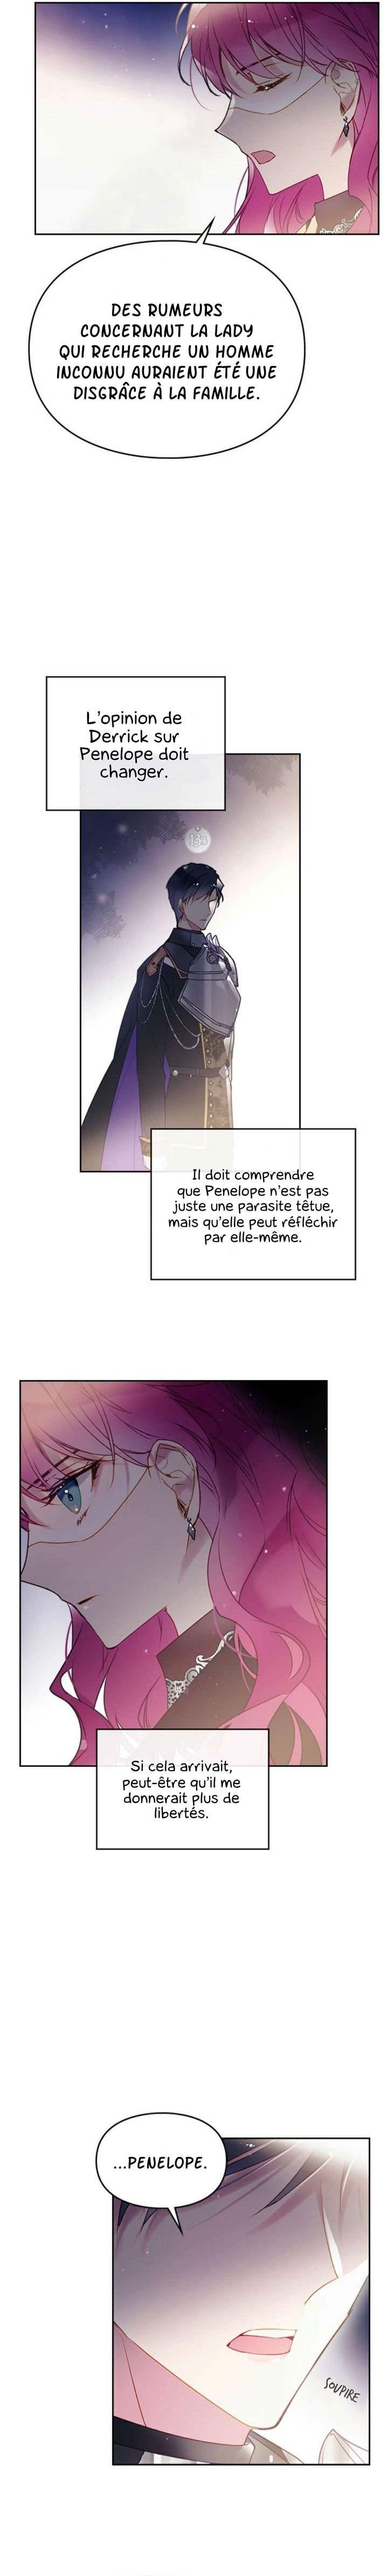 DES RUMEURS
CONCERNANT LA LADY
QUI RECHERCHE UN HOMME
INCONNU AURAIENT ÉTÉ UNE
DISGRÂCE À LA FAMILLE.
L'opinion de
Derrick sur
Penelope doit
changer.
13%
Il doit comprendre
que Penelope n'est pas
juste une parasite têtue,
mais qu'elle peut réfléchir
par elle-même.
Si cela arrivait,
peut-être qu'il me
donnerait plus de
libertés.
...PENELOPE.
SOUPIRE